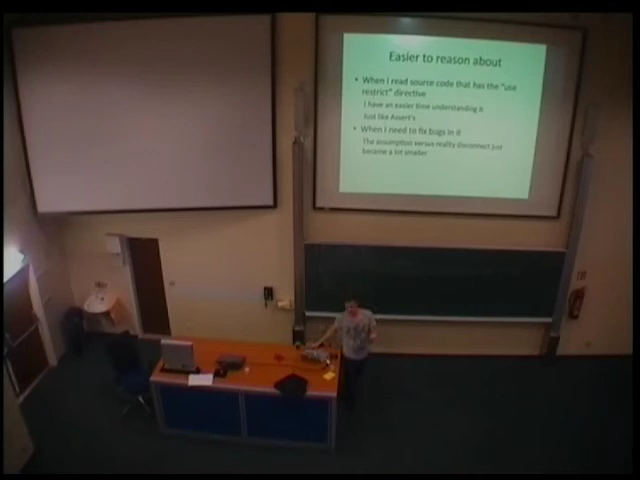 Easier to reason about
• When I read source code that has the "use
restrict" directive
I have an easier time understanding it
Just like Assert's
• When I need to fix bugs in it
The assumption versus reality disconnect just
became a lot smaller